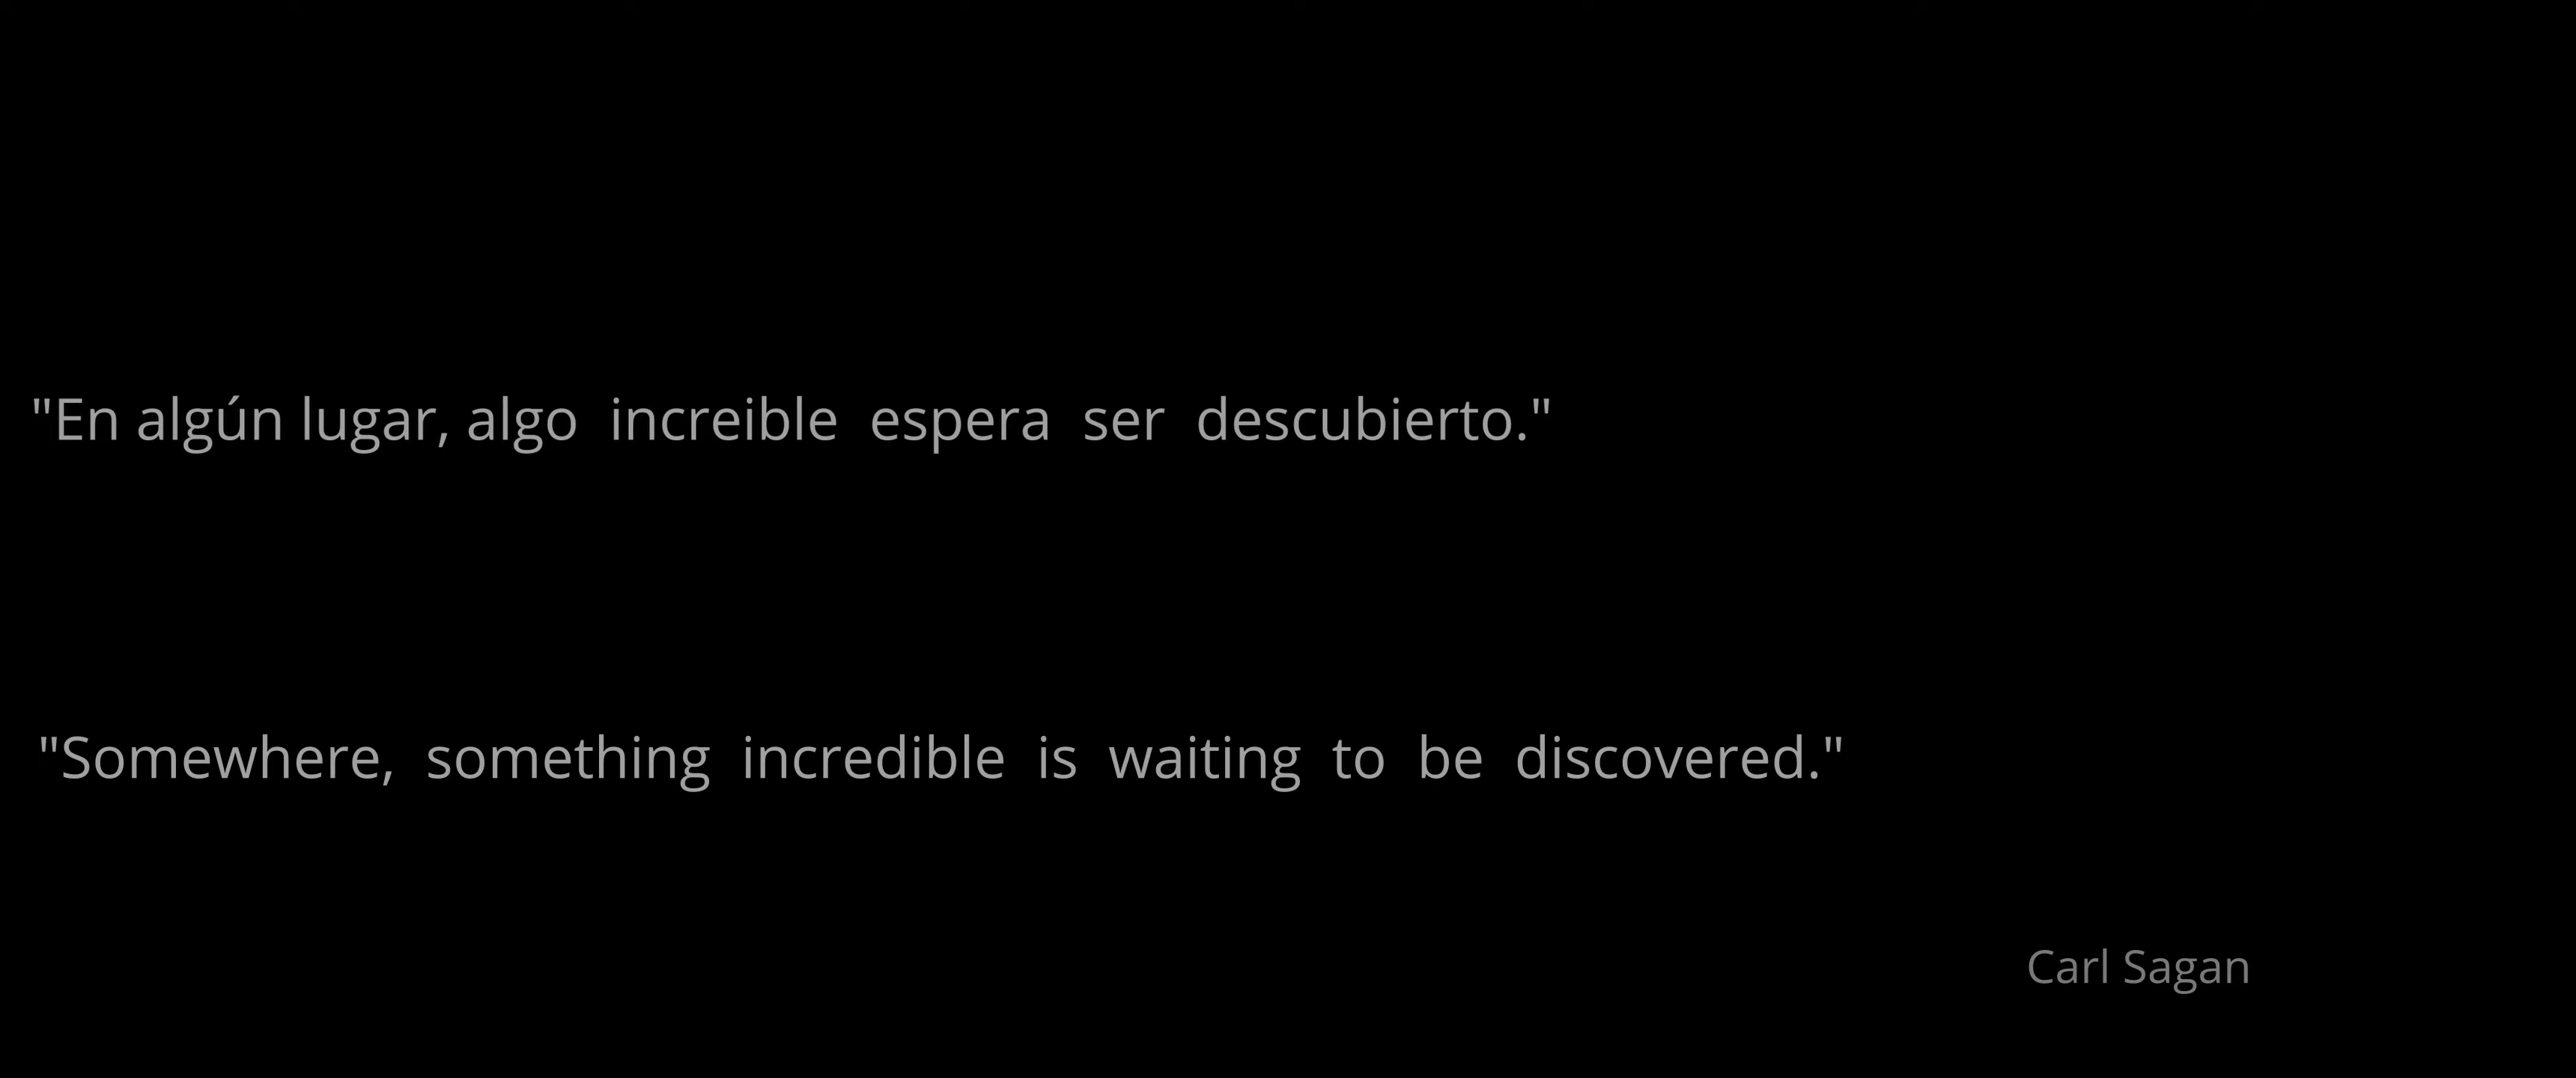 "En algún lugar, algo increible espera ser descubierto."
"Somewhere, something incredible is waiting to be discovered."
Carl Sagan